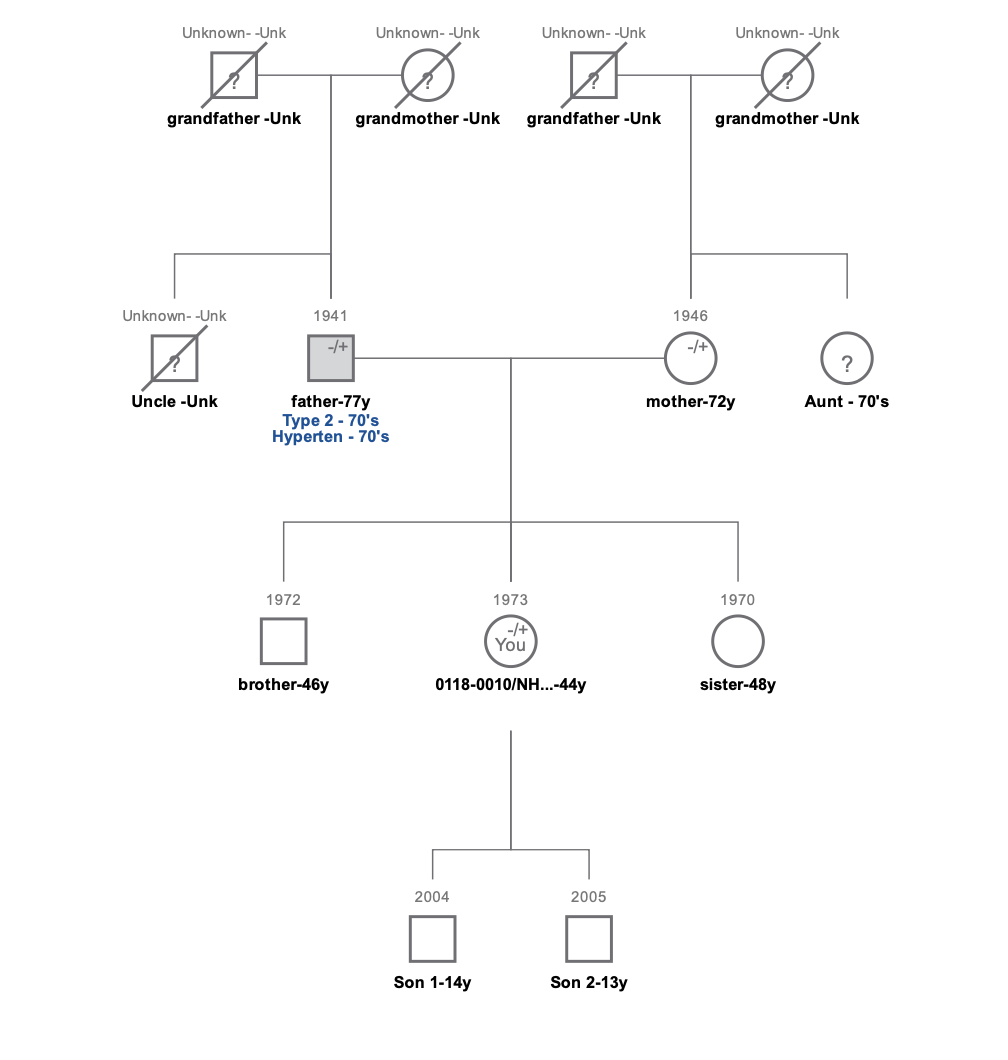 Unknown- -Unk
Unknown- -Unk
Unknown- -Unk
Unknown- -Unk
?
?
?
?
grandfather -Unk
grandmother -Unk
grandfather -Unk
grandmother -Unk
Unknown- -Unk
1941
1946
?
-/+
-/+
?
Uncle -Unk
father-77y
mother-72y
Aunt - 70's
Type 2 - 70's
Hyperten - 70's
1972
1973
1970
-/+
You
brother-46y
0118-0010/NH...-44y
sister-48y
2004
2005
Son 1-14y
Son 2-13y